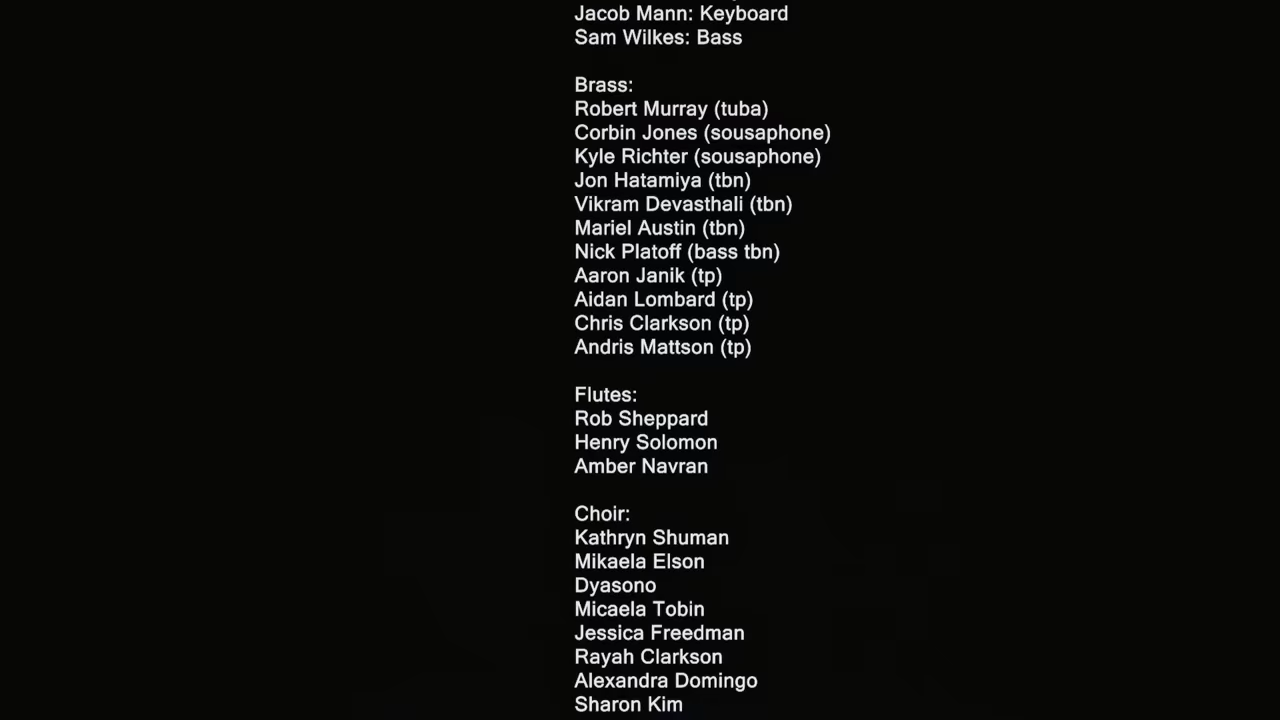 Jacob Mann: Keyboard
Sam Wilkes: Bass
Brass:
Robert Murray (tuba)
Corbin Jones (sousaphone)
Kyle Richter (sousaphone)
Jon Hatamiya (tbn)
Vikram Devasthali (tbn)
Mariel Austin (tbn)
Nick Platoff (bass tbn)
Aaron Janik (tp)
Aidan Lombard (tp)
Chris Clarkson (tp)
Andris Mattson (tp)
Flutes:
Rob Sheppard
Henry Solomon
Amber Navran
Choir:
Kathryn Shuman
Mikaela Elson
Dyasono
Micaela Tobin
Jessica Freedman
Rayah Clarkson
Alexandra Domingo
Sharon Kim